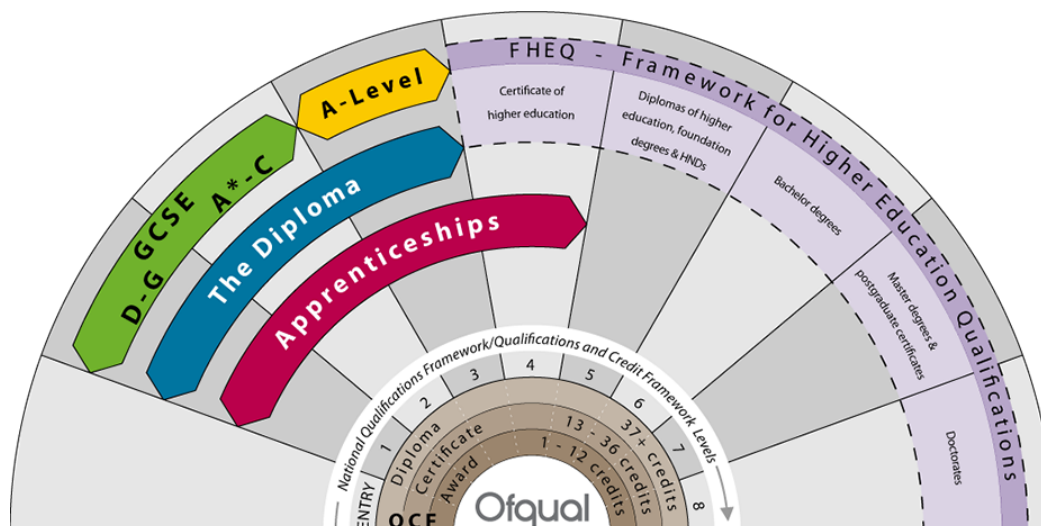 FHEQ - Framework for Higher Education Qualifications
A-Level
GCSE A*-C
D-G
The Diploma
Apprenticeships
Certificate of
higher education
Diplomas of higher
education, foundation
degrees & HNDs
Bachelor degrees
Master degrees &
postgraduate certificates
Doctorates
National Qualifications Framework/Qualifications and Credit Framework Levels
ENTRY
1
2
3
4
5
6
7
8
Diploma
37+ credits
Certificate
13 - 36 credits
Award
1 - 12 credits
QCF
Ofqual